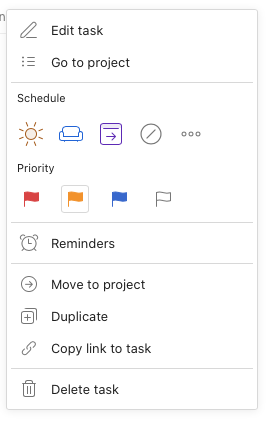 Edit task
Go to project
Schedule
Priority
Reminders
Move to project
Duplicate
Copy link to task
Delete task